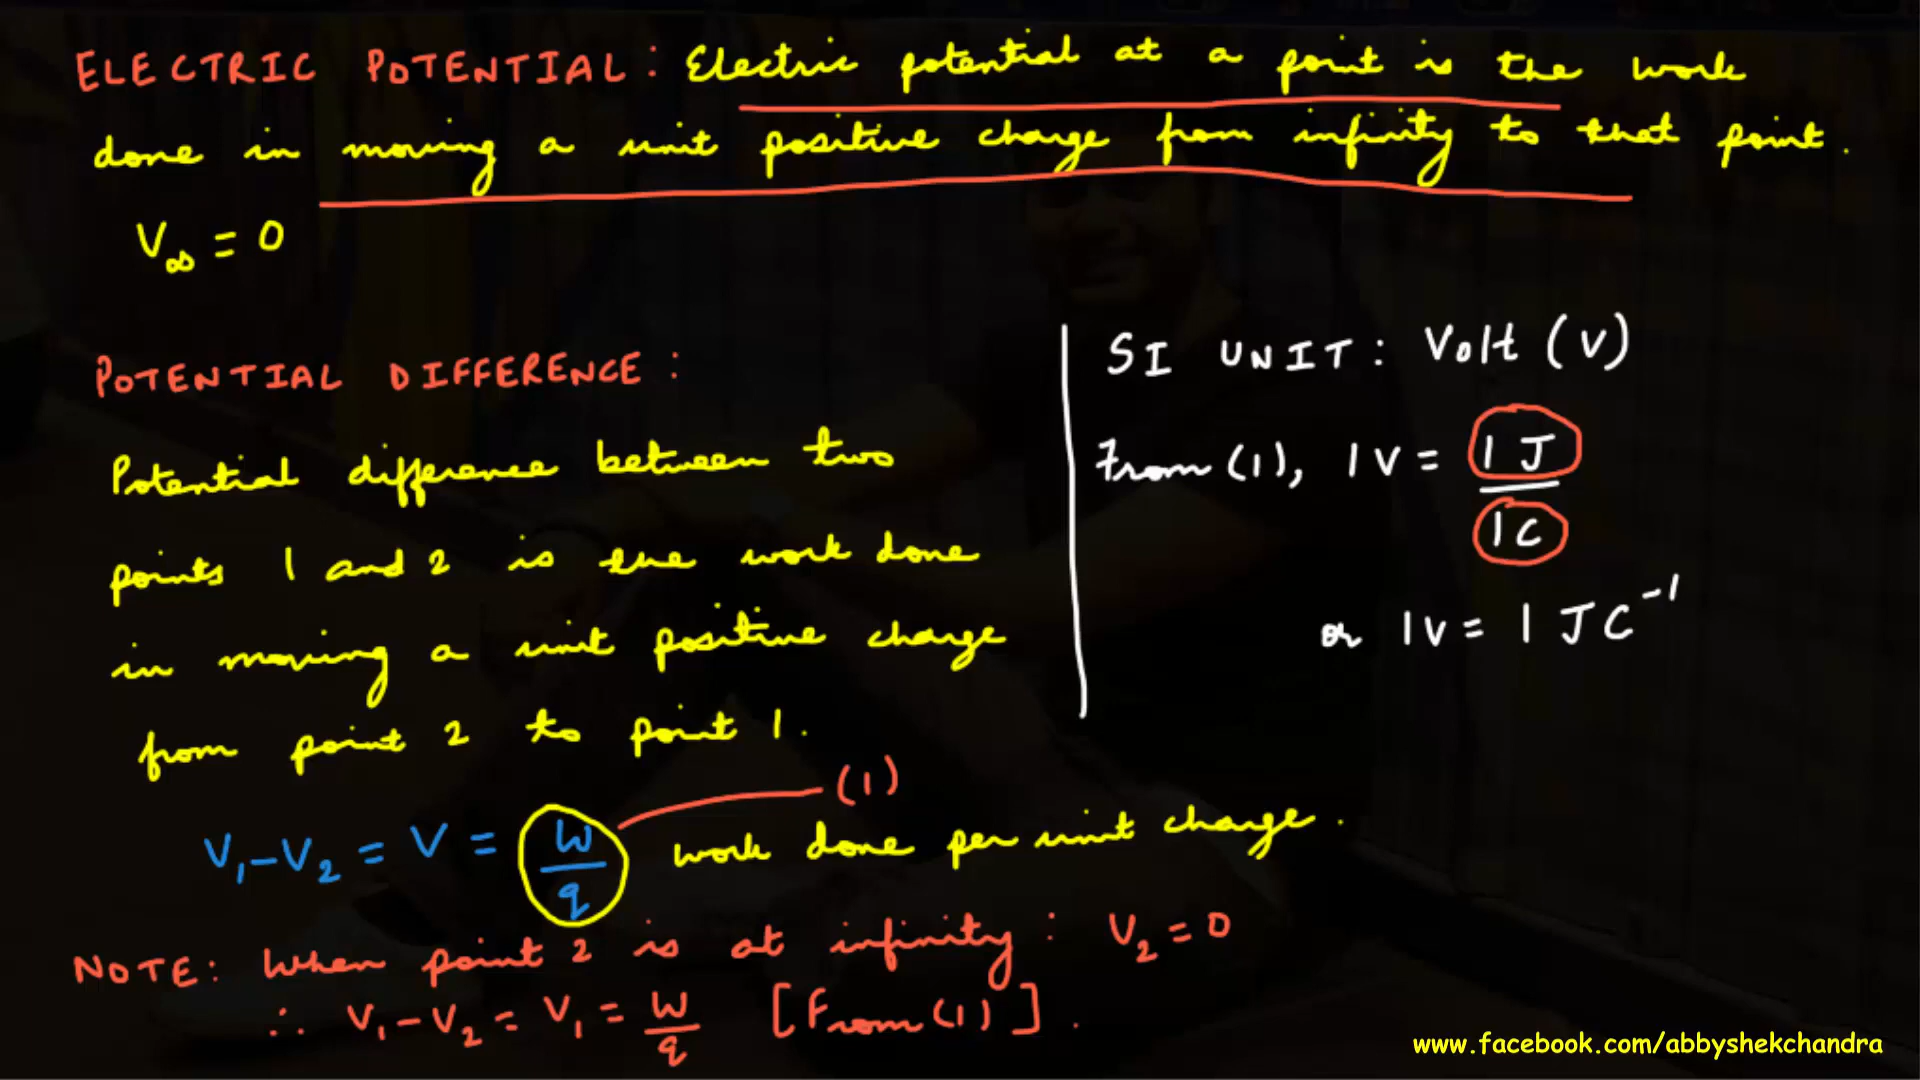 ELECTRIC POTENTIAL: Electric potential at a point is the work
done in moving a unit positive charge from infinity to that point.
V∞ = 0
POTENTIAL DIFFERENCE:
Potential difference between two
points 1 and 2 is the work done
in moving a unit positive charge
from point 2 to point 1.
V₁-V₂ = V = W/q (1) work done per unit charge.
NOTE: When point 2 is at infinity: V₂ = 0
∴ V₁-V₂ = V₁ = W/q [From (1)].
SI UNIT: Volt (V)
From (1), 1V = 1 J / 1 C
or 1V = 1 JC⁻¹
www.facebook.com/abbyshekchandra